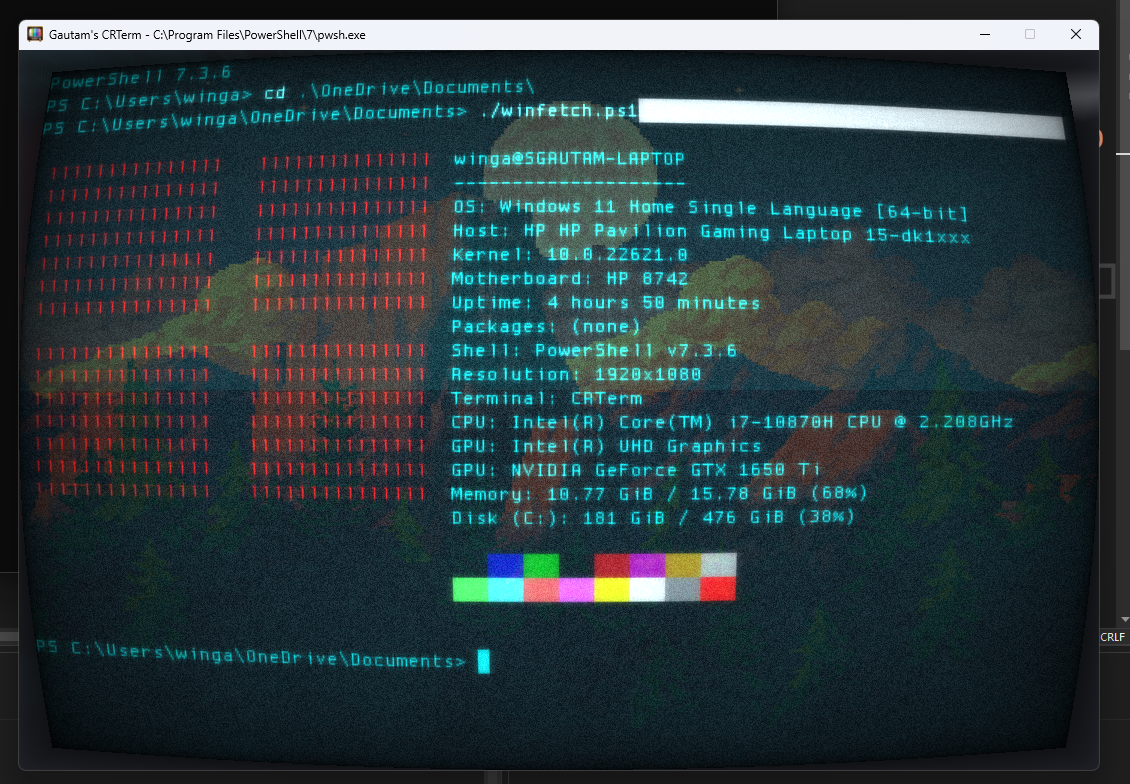 Gautam's CRTerm - C:\Program Files\PowerShell\7\pwsh.exe
PowerShell 7.3.6
PS C:\Users\winga> cd .\OneDrive\Documents\
PS C:\Users\winga\OneDrive\Documents> ./winfetch.ps1
winga@SGAUTAM-LAPTOP
--------------------
OS: Windows 11 Home Single Language [64-bit]
Host: HP HP Pavilion Gaming Laptop 15-dk1xxx
Kernel: 10.0.22621.0
Motherboard: HP 8742
Uptime: 4 hours 50 minutes
Packages: (none)
Shell: PowerShell v7.3.6
Resolution: 1920x1080
Terminal: CRTerm
CPU: Intel(R) Core(TM) i7-10870H CPU @ 2.208GHz
GPU: Intel(R) UHD Graphics
GPU: NVIDIA GeForce GTX 1650 Ti
Memory: 10.77 GiB / 15.78 GiB (68%)
Disk (C:): 181 GiB / 476 GiB (38%)
PS C:\Users\winga\OneDrive\Documents>
CRLF